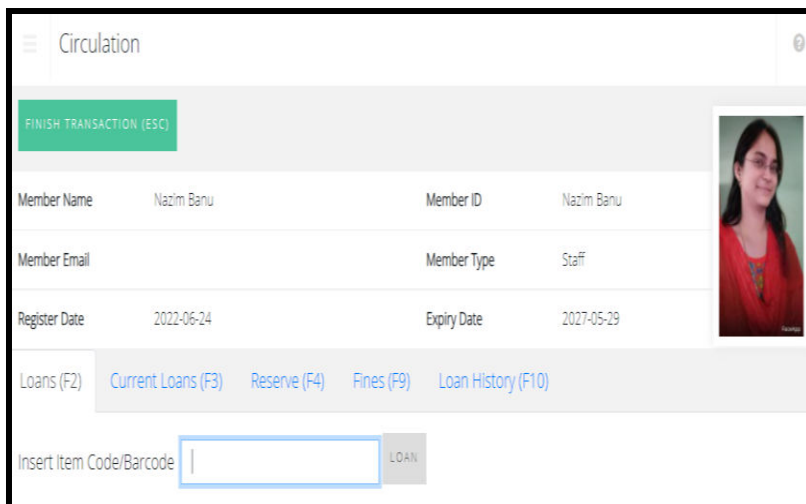 Circulation
FINISH TRANSACTION (ESC)
Member Name Nazim Banu Member ID Nazim Banu
Member Email Member Type Staff
Register Date 2022-06-24 Expiry Date 2027-05-29
FaceApp
Loans (F2) Current Loans (F3) Reserve (F4) Fines (F9) Loan History (F10)
Insert Item Code/Barcode LOAN